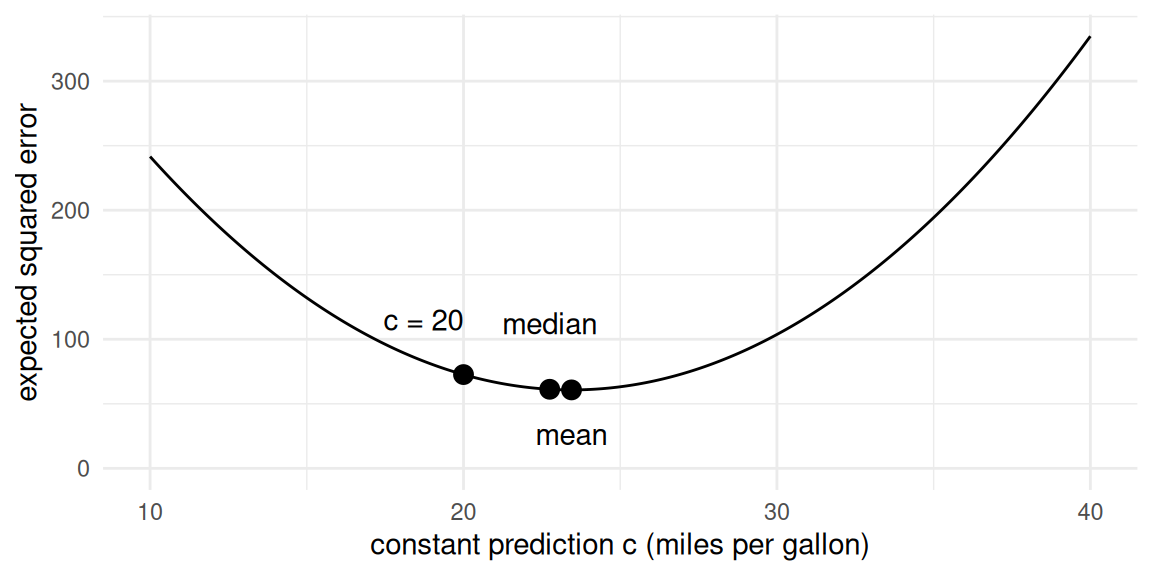 expected squared error
300
200
100
0
c = 20
median
mean
10 20 30 40
constant prediction c (miles per gallon)